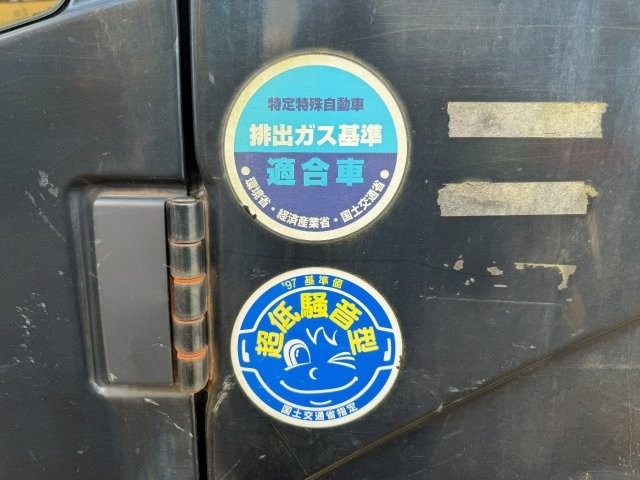 特定特殊自動車
排出ガス基準
適合車
●環境省・経済産業省・国土交通省●
'97 基準値
超低騒音型
国土交通省指定